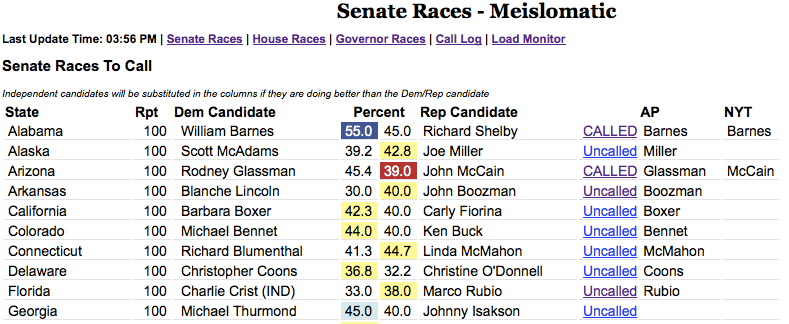 Senate Races - Meislomatic
Last Update Time: 03:56 PM | Senate Races | House Races | Governor Races | Call Log | Load Monitor
Senate Races To Call
Independent candidates will be substituted in the columns if they are doing better than the Dem/Rep candidate
State Rpt Dem Candidate Percent Rep Candidate AP NYT
Alabama 100 William Barnes 55.0 45.0 Richard Shelby CALLED Barnes Barnes
Alaska 100 Scott McAdams 39.2 42.8 Joe Miller Uncalled Miller
Arizona 100 Rodney Glassman 45.4 39.0 John McCain CALLED Glassman McCain
Arkansas 100 Blanche Lincoln 30.0 40.0 John Boozman Uncalled Boozman
California 100 Barbara Boxer 42.3 40.0 Carly Fiorina Uncalled Boxer
Colorado 100 Michael Bennet 44.0 40.0 Ken Buck Uncalled Bennet
Connecticut 100 Richard Blumenthal 41.3 44.7 Linda McMahon Uncalled McMahon
Delaware 100 Christopher Coons 36.8 32.2 Christine O'Donnell Uncalled Coons
Florida 100 Charlie Crist (IND) 33.0 38.0 Marco Rubio Uncalled Rubio
Georgia 100 Michael Thurmond 45.0 40.0 Johnny Isakson Uncalled